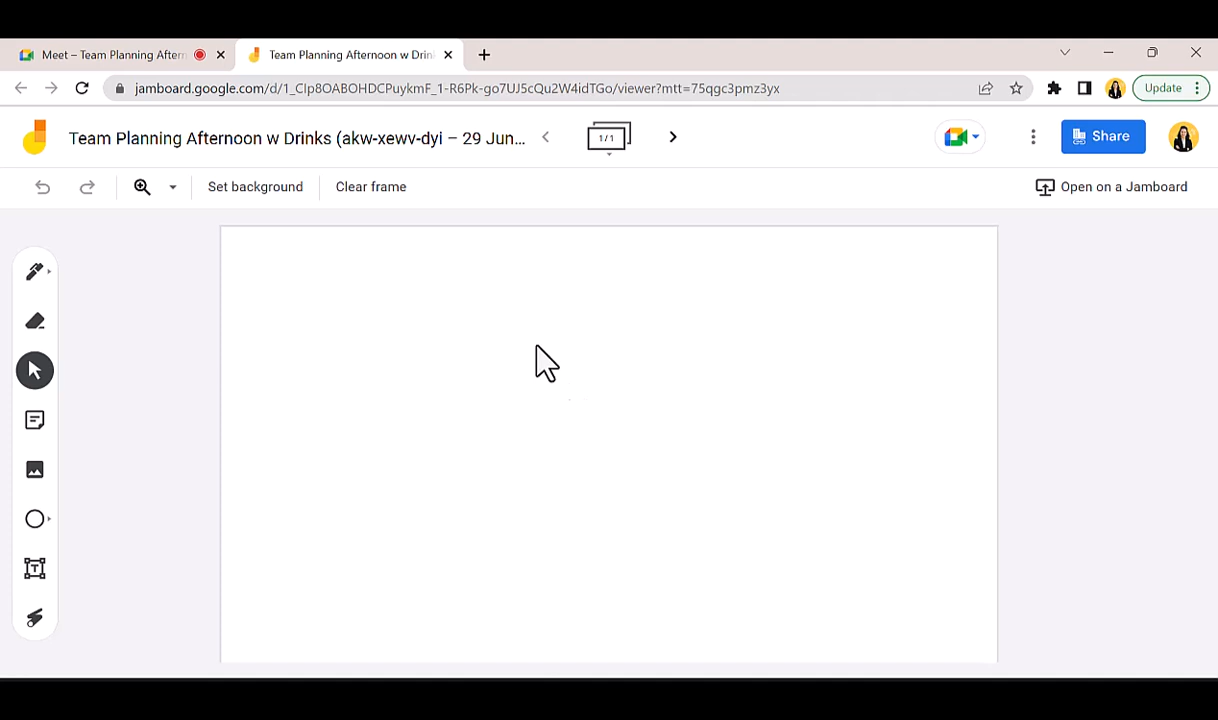 Meet – Team Planning Aftern
Team Planning Afternoon w Drin
jamboard.google.com/d/1_CIp8OABOHDCPuykmF_1-R6Pk-go7UJ5cQu2W4idTGo/viewer?mtt=75qgc3pmz3yx
Update
Team Planning Afternoon w Drinks (akw-xewv-dyi – 29 Jun...
1/1
Share
Set background
Clear frame
Open on a Jamboard
T